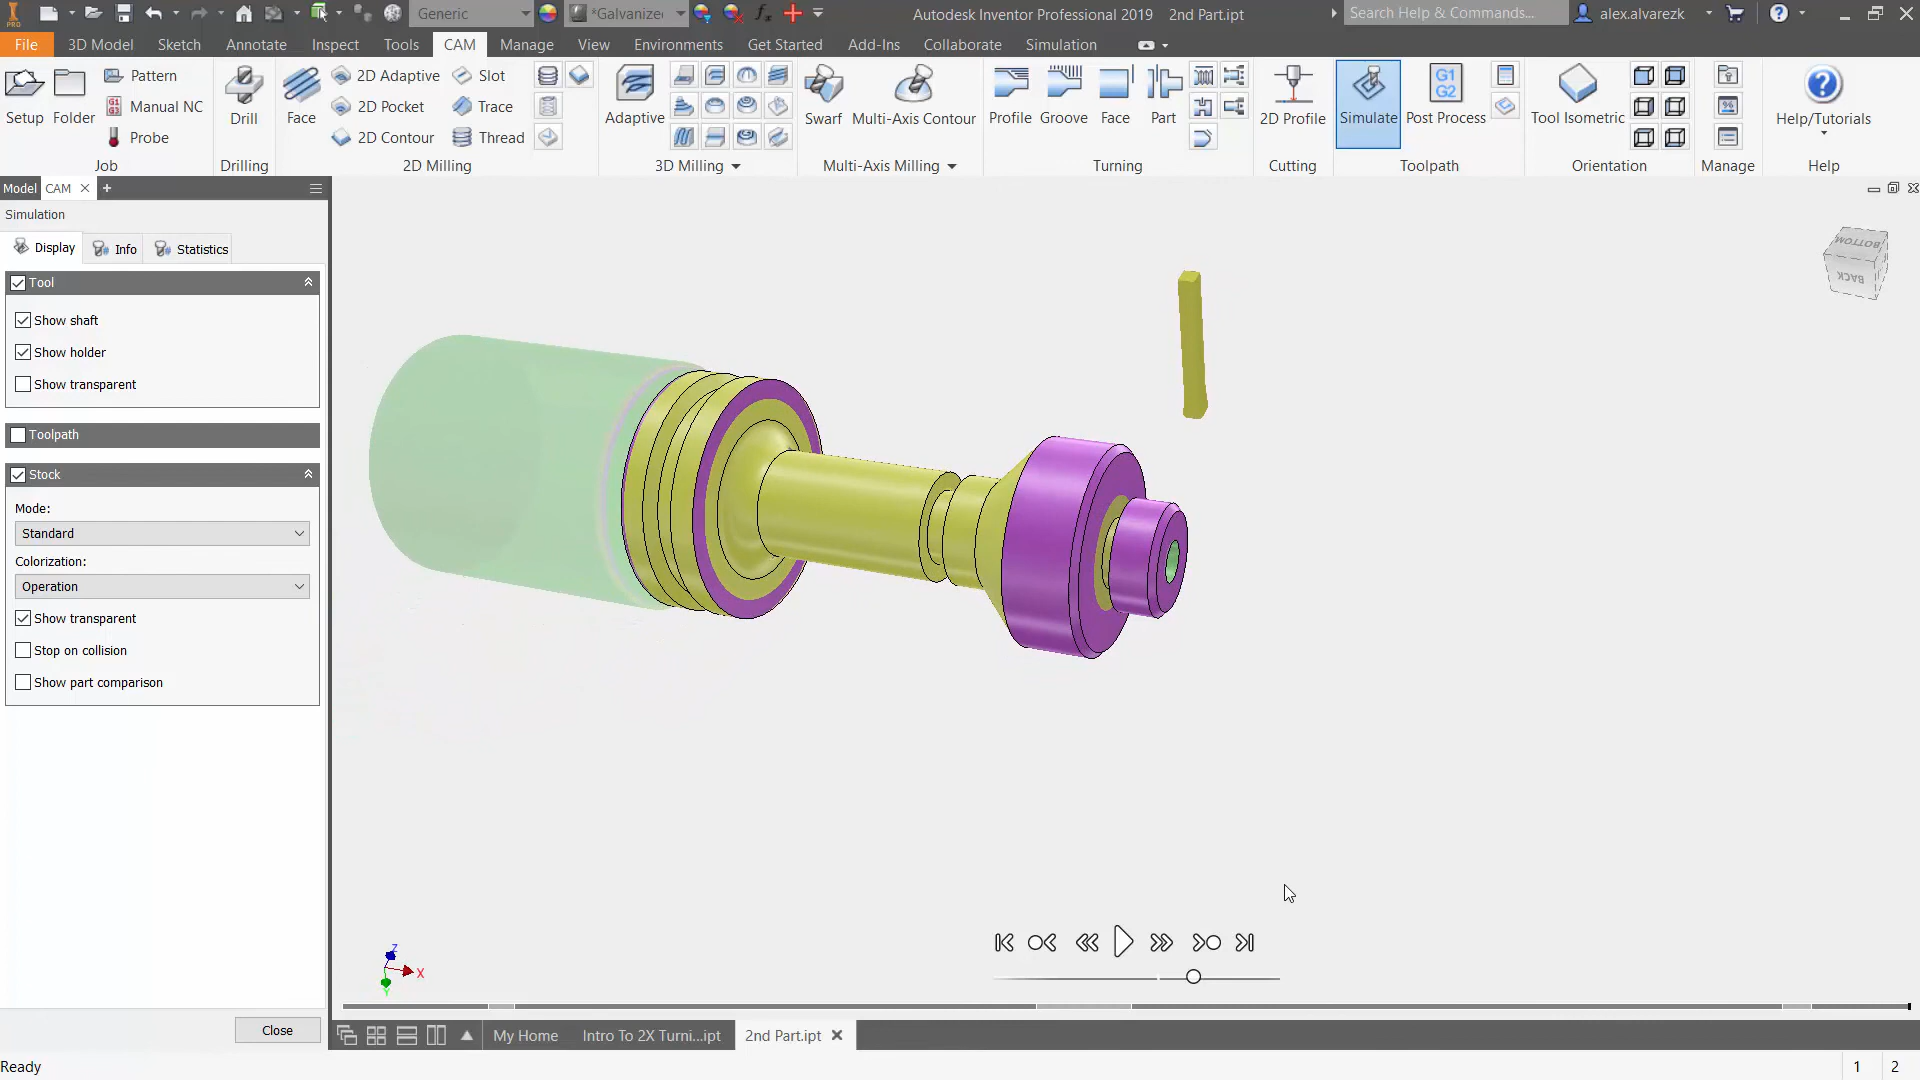 Generic
*Galvanize
Autodesk Inventor Professional 2019 2nd Part.ipt
Search Help & Commands...
alex.alvarezk
PRO
File 3D Model Sketch Annotate Inspect Tools CAM Manage View Environments Get Started Add-Ins Collaborate Simulation
Setup
Folder
Pattern
Manual NC
Probe
Job
Drill
Drilling
Face
2D Adaptive
2D Pocket
2D Contour
Slot
Trace
Thread
2D Milling
Adaptive
3D Milling
Swarf
Multi-Axis Contour
Multi-Axis Milling
Profile
Groove
Face
Part
Turning
2D Profile
Cutting
Simulate
G1
G2
Post Process
Toolpath
Tool Isometric
Orientation
Manage
Help/Tutorials
Help
Model CAM
Simulation
Display Info Statistics
Tool
Show shaft
Show holder
Show transparent
Toolpath
Stock
Mode:
Standard
Colorization:
Operation
Show transparent
Stop on collision
Show part comparison
Close
BOTTOM
BACK
Z
X
Y
My Home Intro To 2X Turni...ipt 2nd Part.ipt
Ready
1 2